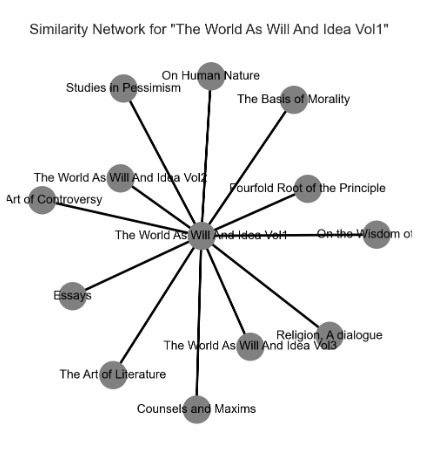 Similarity Network for "The World As Will And Idea Vol1"
On Human Nature
Studies in Pessimism
The Basis of Morality
The World As Will And Idea Vol2
Fourfold Root of the Principle
Art of Controversy
The World As Will And Idea Vol1
On the Wisdom of
Essays
Religion, A dialogue
The World As Will And Idea Vol3
The Art of Literature
Counsels and Maxims